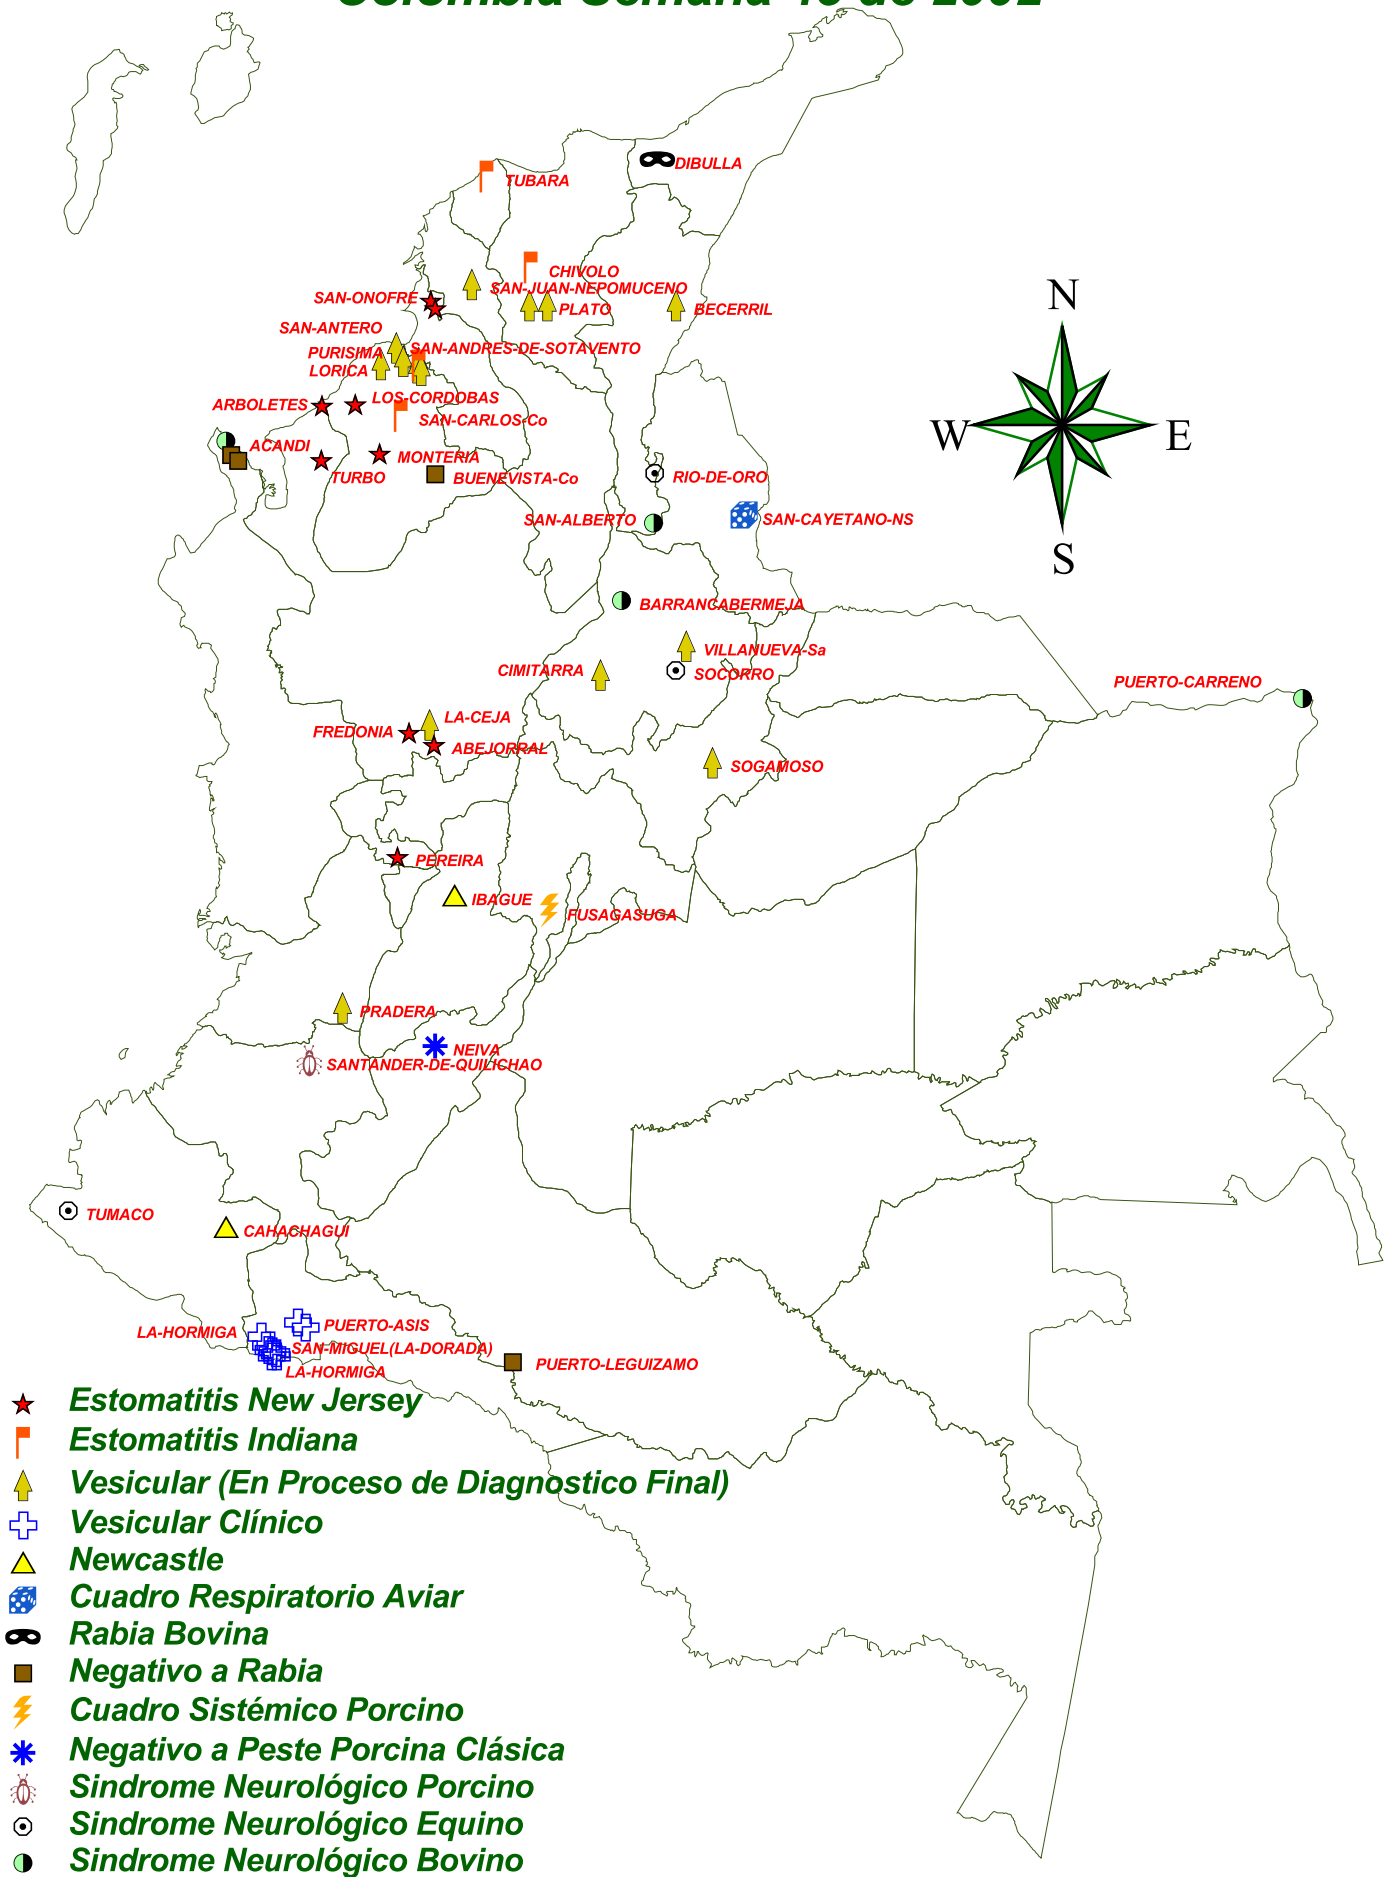 Colombia Semana de 2002
DIBULLA
TUBARA
CHIVOLO
SAN-JUAN-NEPOMUCENO
SAN-ONOFRE
PLATO
BECERRIL
SAN-ANTERO
SAN-ANDRES-DE-SOTAVENTO
PURISIMA
LORICA
LOS-CORDOBAS
ARBOLETES
SAN-CARLOS-Co
ACANDI
MONTERIA
TURBO
BUENEVISTA-Co
RIO-DE-ORO
SAN-ALBERTO
SAN-CAYETANO-NS
BARRANCABERMEJA
VILLANUEVA-Sa
CIMITARRA
SOCORRO
PUERTO-CARRENO
LA-CEJA
FREDONIA
ABEJORRAL
SOGAMOSO
PEREIRA
IBAGUE
FUSAGASUGA
PRADERA
NEIVA
SANTANDER-DE-QUILICHAO
TUMACO
CAHACHAGUI
PUERTO-ASIS
LA-HORMIGA
SAN-MIGUEL(LA-DORADA)
PUERTO-LEGUIZAMO
LA-HORMIGA
N
W
E
S
Estomatitis New Jersey
Estomatitis Indiana
Vesicular (En Proceso de Diagnostico Final)
Vesicular Clínico
Newcastle
Cuadro Respiratorio Aviar
Rabia Bovina
Negativo a Rabia
Cuadro Sistémico Porcino
Negativo a Peste Porcina Clásica
Sindrome Neurológico Porcino
Sindrome Neurológico Equino
Sindrome Neurológico Bovino